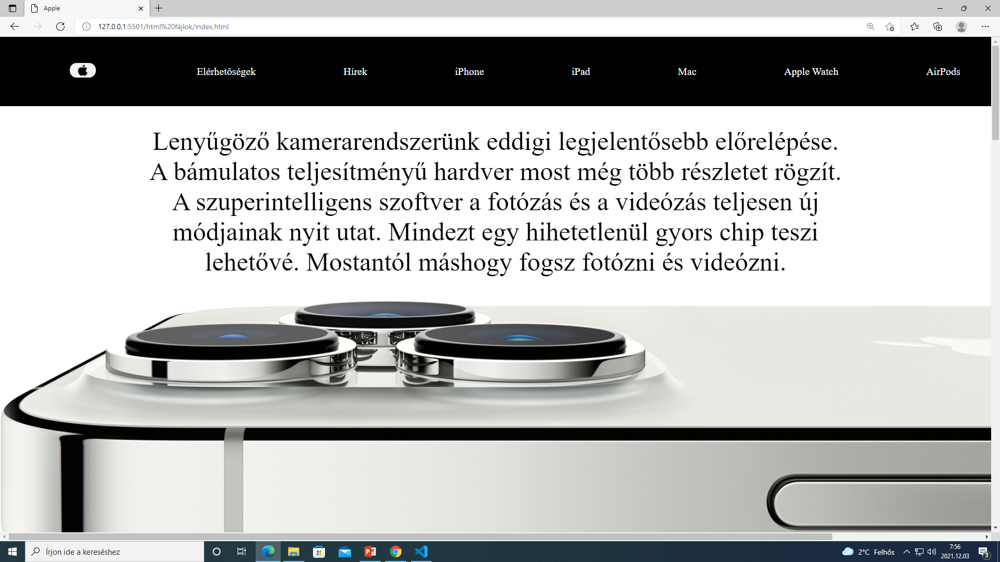 Apple
127.0.0.1:5501/html%20fájlok/index.html
Elérhetőségek Hírek iPhone iPad Mac Apple Watch AirPods
Lenyűgöző kamerarendszerünk eddigi legjelentősebb előrelépése.
A bámulatos teljesítményű hardver most még több részletet rögzít.
A szuperintelligens szoftver a fotózás és a videózás teljesen új
módjainak nyit utat. Mindezt egy hihetetlenül gyors chip teszi
lehetővé. Mostantól máshogy fogsz fotózni és videózni.
Írjon ide a kereséshez
2°C Felhős
7:56
2021.12.03
3